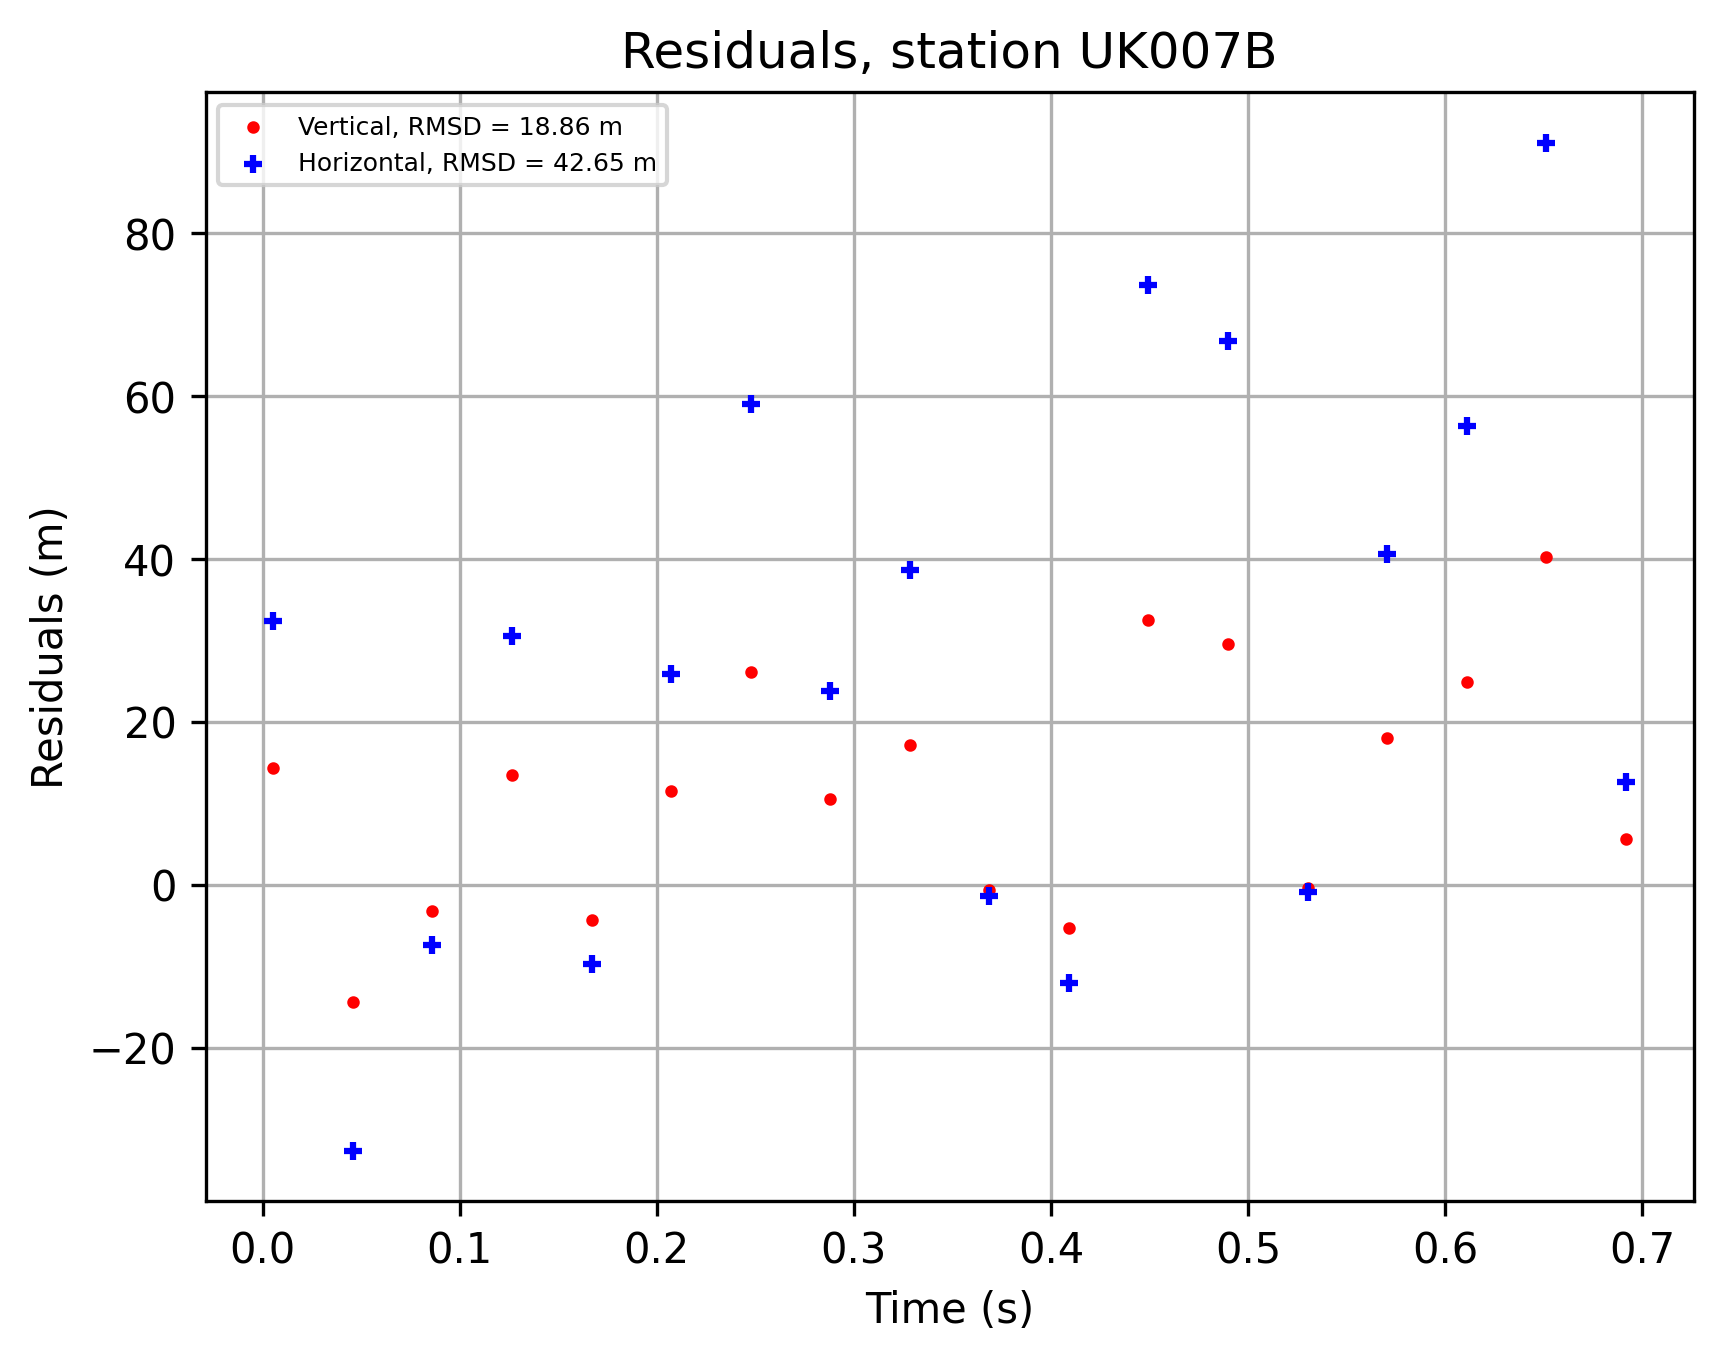 Residuals, station UK007B
Vertical, RMSD = 18.86 m
Horizontal, RMSD = 42.65 m
80
60
40
20
0
−20
Residuals (m)
0.0 0.1 0.2 0.3 0.4 0.5 0.6 0.7
Time (s)